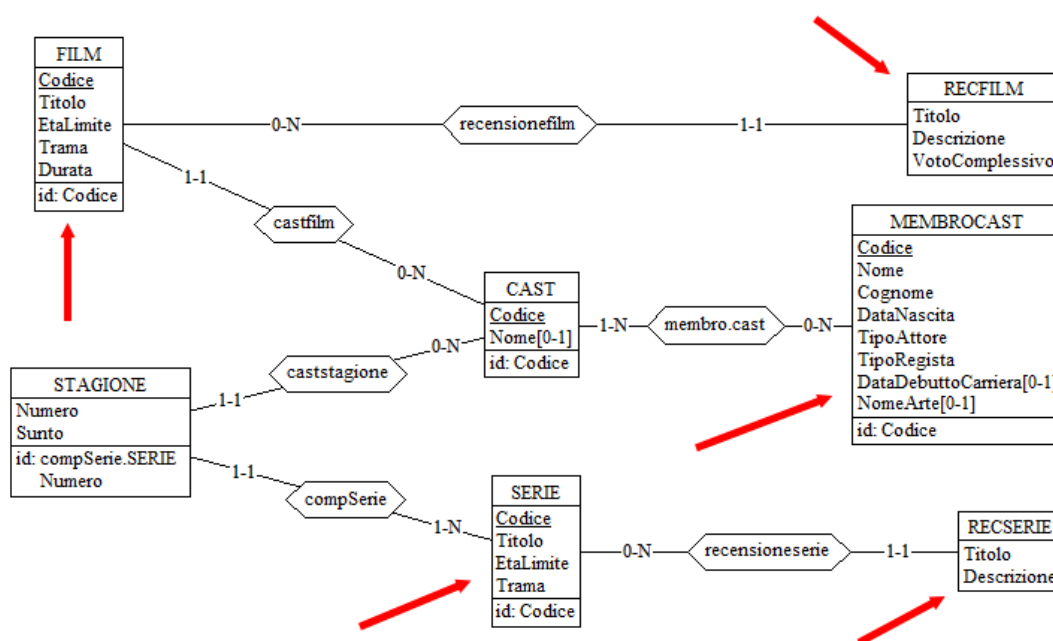 FILM
Codice
Titolo
EtaLimite
Trama
Durata
id: Codice
0-N
recensionefilm
1-1
RECFILM
Titolo
Descrizione
VotoComplessivo
1-1
castfilm
0-N
MEMBROCAST
Codice
Nome
Cognome
DataNascita
TipoAttore
TipoRegista
DataDebuttoCarriera[0-1]
NomeArte[0-1]
id: Codice
CAST
Codice
Nome[0-1]
id: Codice
1-N
membro.cast
0-N
0-N
caststagione
1-1
STAGIONE
Numero
Sunto
id: compSerie.SERIE
Numero
1-1
compSerie
1-N
SERIE
Codice
Titolo
EtaLimite
Trama
id: Codice
0-N
recensioneserie
1-1
RECSERIE
Titolo
Descrizione